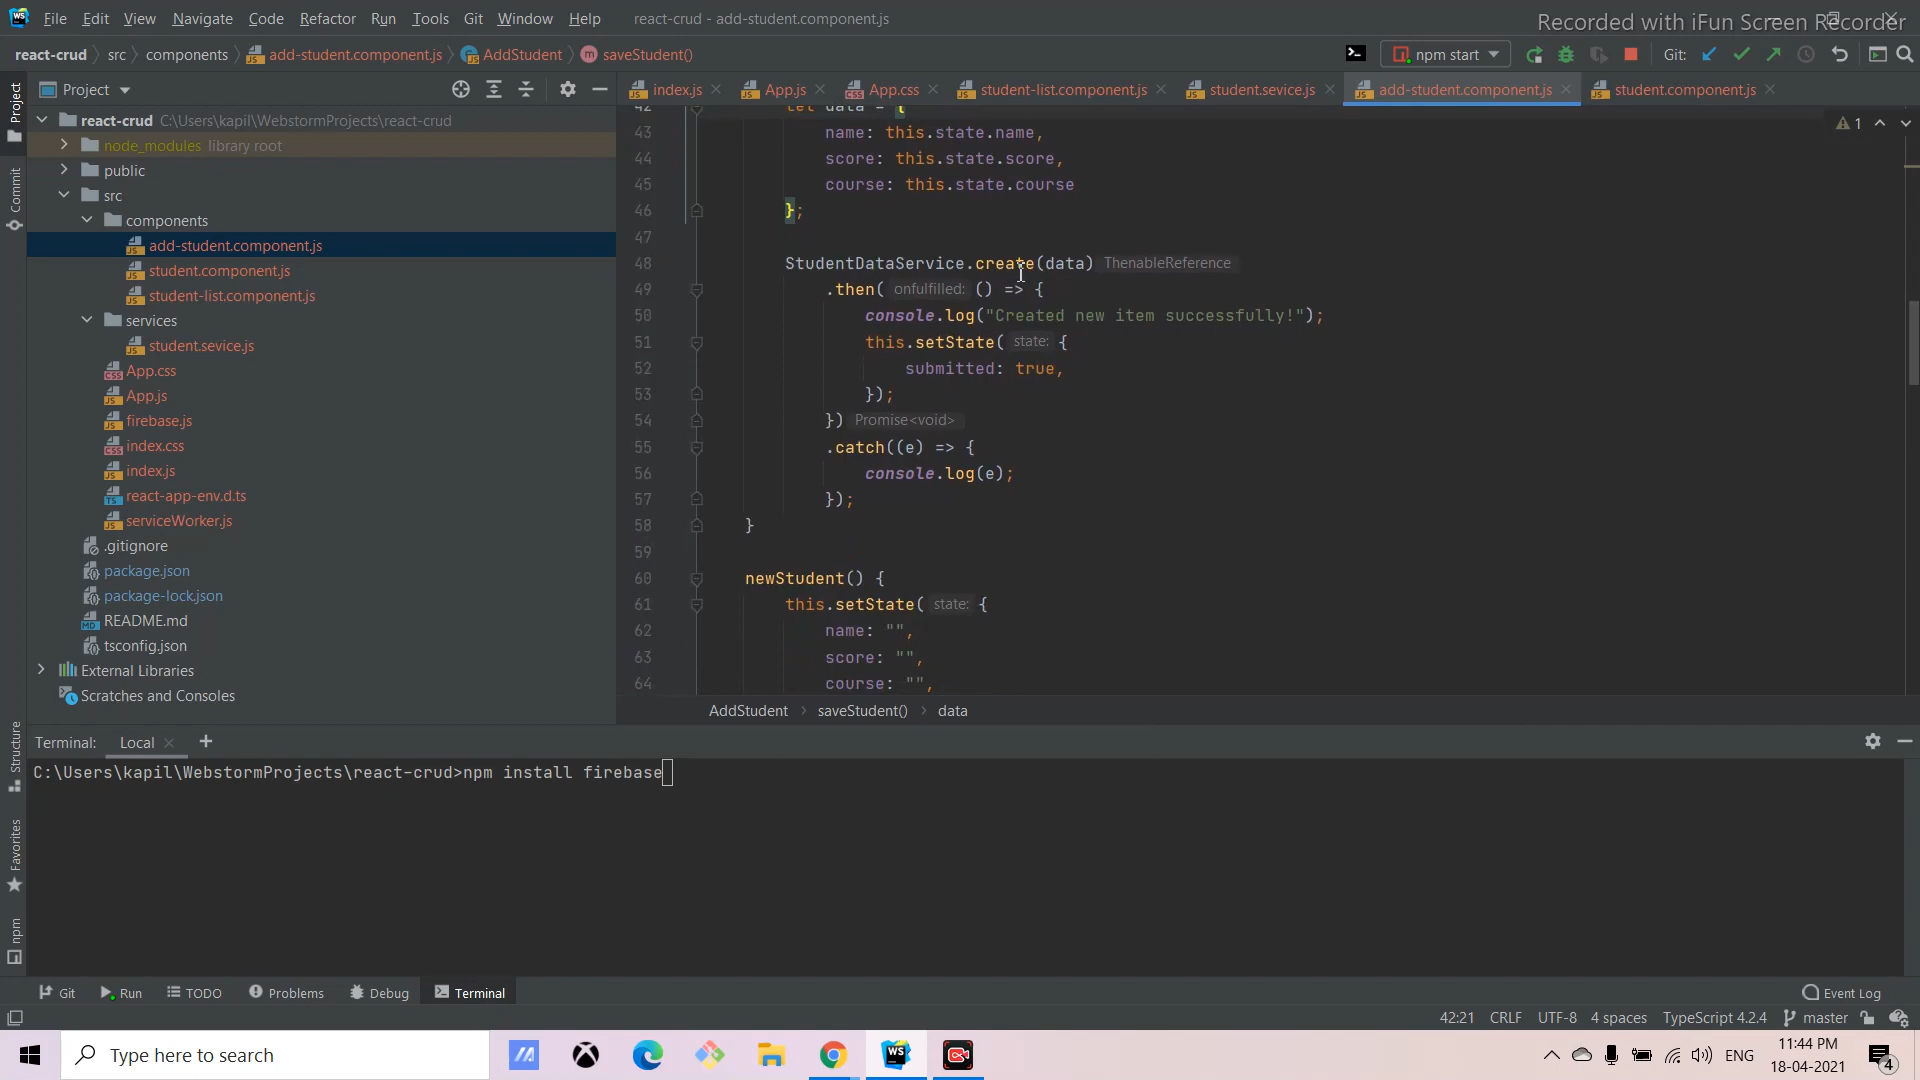 File Edit View Navigate Code Refactor Run Tools Git Window Help react-crud - add-student.component.js
Recorded with iFun Screen Recorder
react-crud src components add-student.component.js AddStudent saveStudent() npm start Git:
Project
index.js App.js App.css student-list.component.js student.sevice.js add-student.component.js student.component.js
Project
Commit
Structure
Favorites
npm
react-crud C:\Users\kapil\WebstormProjects\react-crud
node_modules library root
public
src
components
add-student.component.js
student.component.js
student-list.component.js
services
student.sevice.js
App.css
App.js
firebase.js
index.css
index.js
react-app-env.d.ts
serviceWorker.js
.gitignore
package.json
package-lock.json
README.md
tsconfig.json
External Libraries
Scratches and Consoles
1
42 let data = {
43 name: this.state.name,
44 score: this.state.score,
45 course: this.state.course
46 };
47
48 StudentDataService.create(data) ThenableReference
49 .then( onfulfilled: () => {
50 console.log("Created new item successfully!");
51 this.setState( state: {
52 submitted: true,
53 });
54 }) Promise<void>
55 .catch((e) => {
56 console.log(e);
57 });
58 }
59
60 newStudent() {
61 this.setState( state: {
62 name: "",
63 score: "",
64 course: "",
AddStudent saveStudent() data
Terminal: Local +
C:\Users\kapil\WebstormProjects\react-crud>npm install firebase
Git Run TODO Problems Debug Terminal Event Log
42:21 CRLF UTF-8 4 spaces TypeScript 4.2.4 master
Type here to search
WS
ENG
11:44 PM
18-04-2021
4